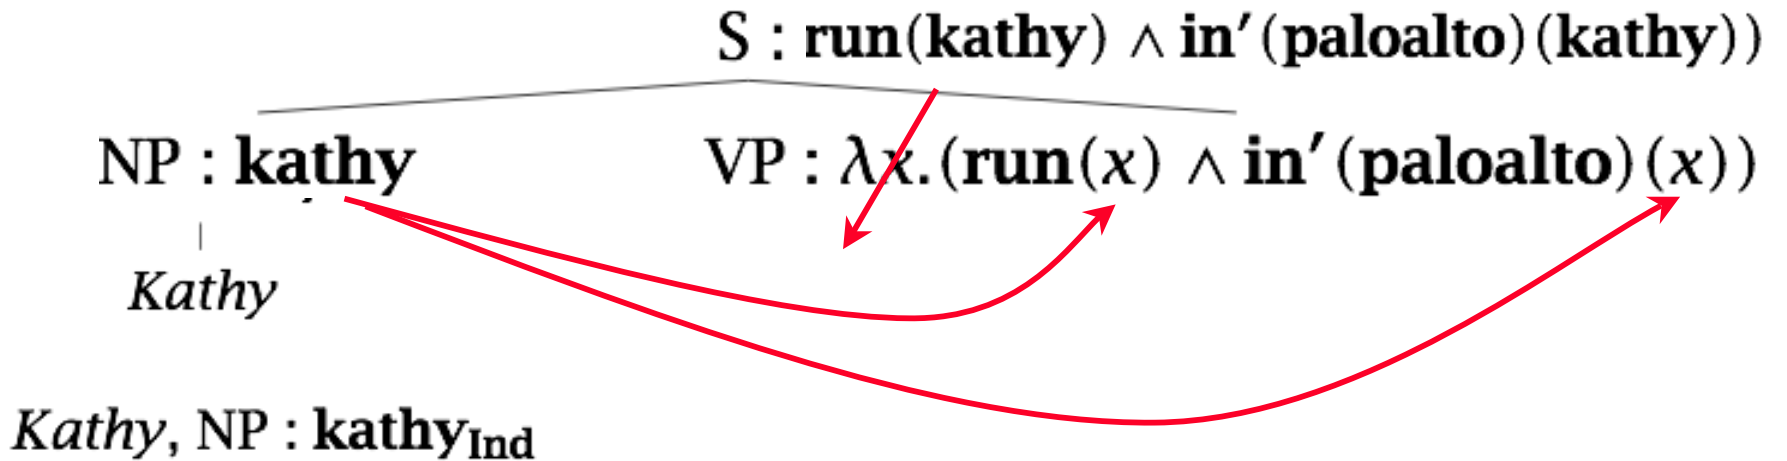 S : run(kathy) ∧ in′(paloalto)(kathy))
NP : kathy
VP : λx.(run(x) ∧ in′(paloalto)(x))
Kathy
Kathy, NP : kathyInd